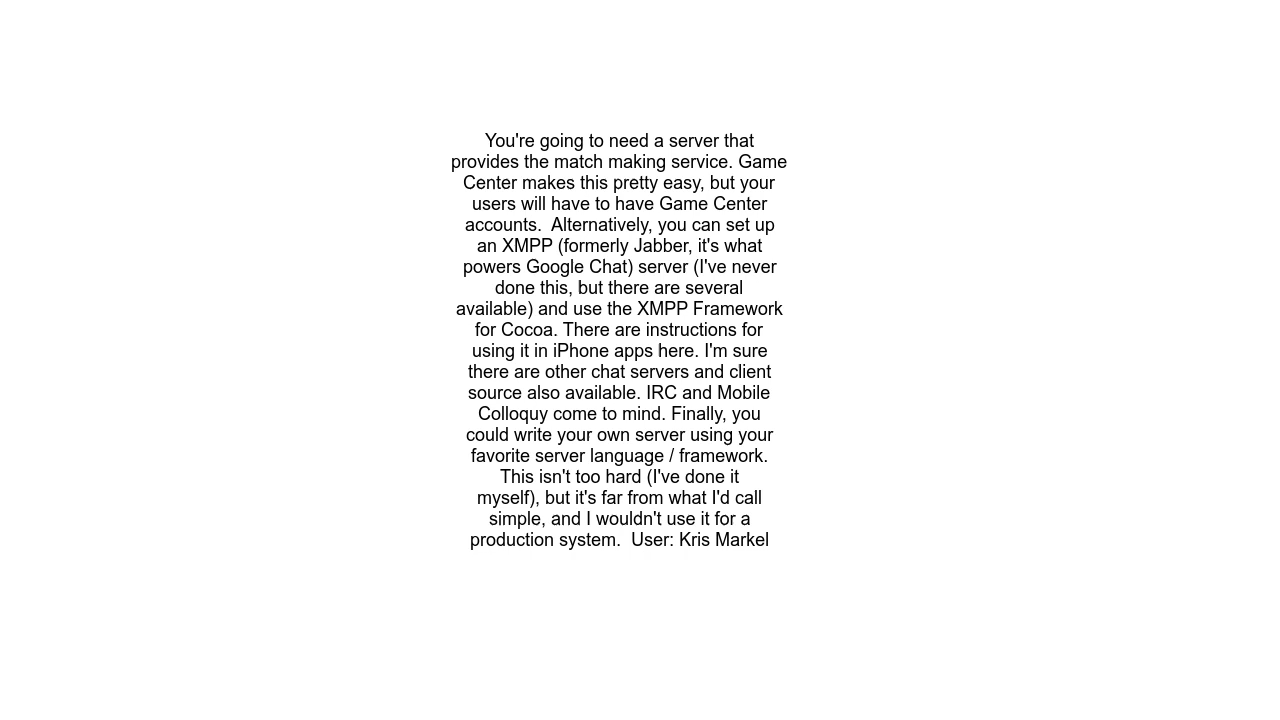 You're going to need a server that
provides the match making service. Game
Center makes this pretty easy, but your
users will have to have Game Center
accounts.  Alternatively, you can set up
an XMPP (formerly Jabber, it's what
powers Google Chat) server (I've never
done this, but there are several
available) and use the XMPP Framework
for Cocoa. There are instructions for
using it in iPhone apps here. I'm sure
there are other chat servers and client
source also available. IRC and Mobile
Colloquy come to mind. Finally, you
could write your own server using your
favorite server language / framework.
This isn't too hard (I've done it
myself), but it's far from what I'd call
simple, and I wouldn't use it for a
production system.  User: Kris Markel